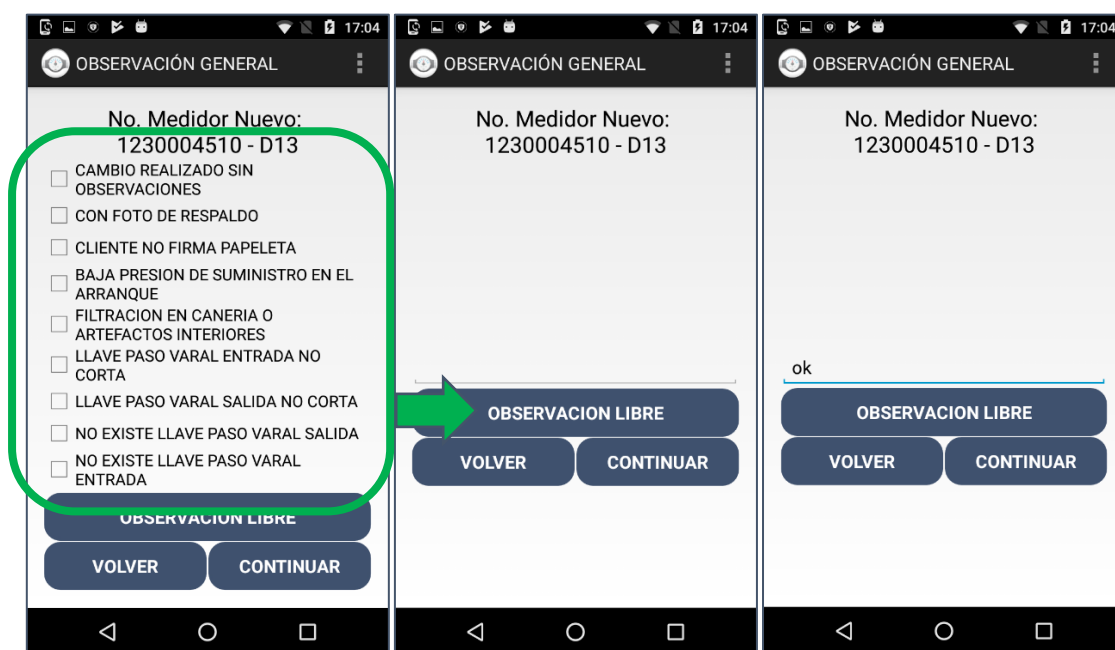 17:04
OBSERVACIÓN GENERAL
No. Medidor Nuevo:
1230004510 - D13
CAMBIO REALIZADO SIN
OBSERVACIONES
CON FOTO DE RESPALDO
CLIENTE NO FIRMA PAPELETA
BAJA PRESION DE SUMINISTRO EN EL
ARRANQUE
FILTRACION EN CANERIA O
ARTEFACTOS INTERIORES
LLAVE PASO VARAL ENTRADA NO
CORTA
LLAVE PASO VARAL SALIDA NO CORTA
NO EXISTE LLAVE PASO VARAL SALIDA
NO EXISTE LLAVE PASO VARAL
ENTRADA
OBSERVACION LIBRE
VOLVER
CONTINUAR
17:04
OBSERVACIÓN GENERAL
No. Medidor Nuevo:
1230004510 - D13
OBSERVACION LIBRE
VOLVER
CONTINUAR
17:04
OBSERVACIÓN GENERAL
No. Medidor Nuevo:
1230004510 - D13
ok
OBSERVACION LIBRE
VOLVER
CONTINUAR